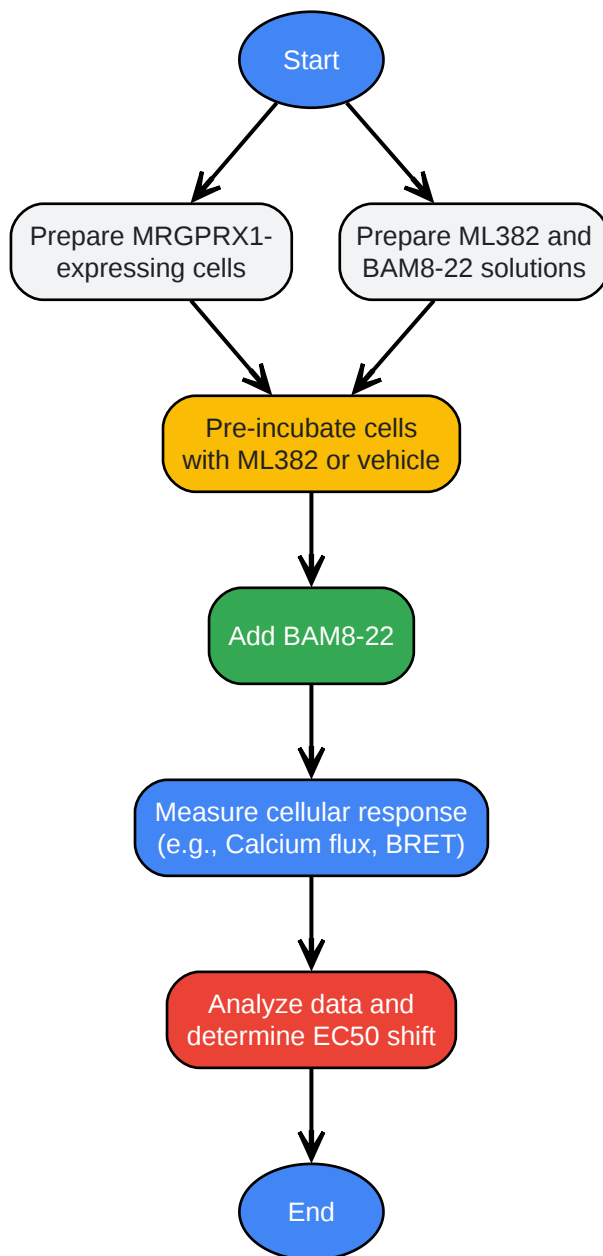 Start
Prepare MRGPRX1-
expressing cells
Prepare ML382 and
BAM8-22 solutions
Pre-incubate cells
with ML382 or vehicle
Add BAM8-22
Measure cellular response
(e.g., Calcium flux, BRET)
Analyze data and
determine EC50 shift
End